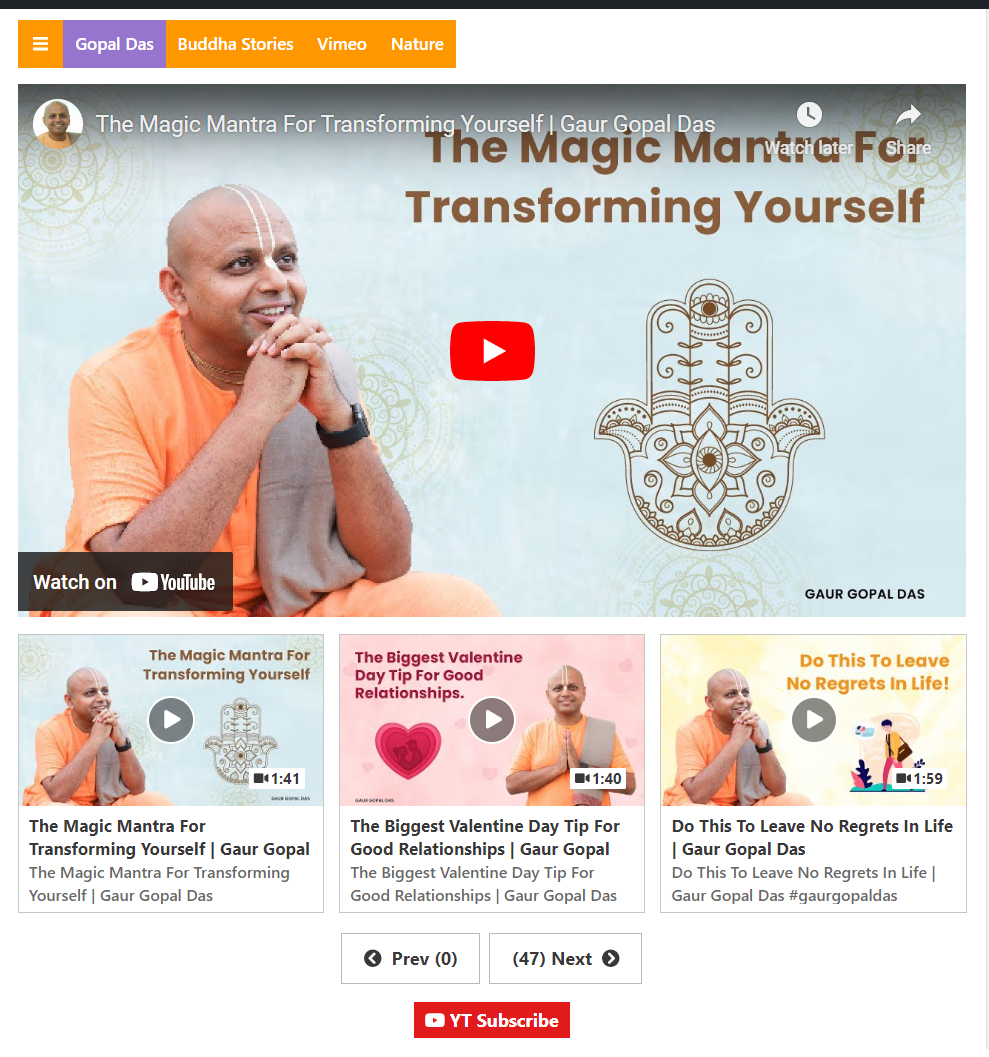 Gopal Das Buddha Stories Vimeo Nature
The Magic Mantra For Transforming Yourself | Gaur Gopal Das
Watch later Share
The Magic Mantra For
Transforming Yourself
GAUR GOPAL DAS
Watch on YouTube
The Magic Mantra For
Transforming Yourself
1:41
GAUR GOPAL DAS
The Magic Mantra For
Transforming Yourself | Gaur Gopal
The Magic Mantra For Transforming
Yourself | Gaur Gopal Das
The Biggest Valentine
Day Tip For Good
Relationships.
1:40
GAUR GOPAL DAS
The Biggest Valentine Day Tip For
Good Relationships | Gaur Gopal
The Biggest Valentine Day Tip For
Good Relationships | Gaur Gopal Das
Do This To Leave
No Regrets In Life!
1:59
Do This To Leave No Regrets In Life
| Gaur Gopal Das
Do This To Leave No Regrets In Life |
Gaur Gopal Das #gaurgopaldas
Prev (0) (47) Next
YT Subscribe